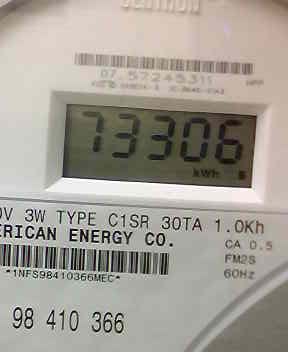 07.57245311
73306
kWh
0V 3W TYPE C1SR 30TA 1.0Kh
ERICAN ENERGY CO.
CA 0.5
FM2S
60Hz
*1NFS98410366MEC*
98 410 366